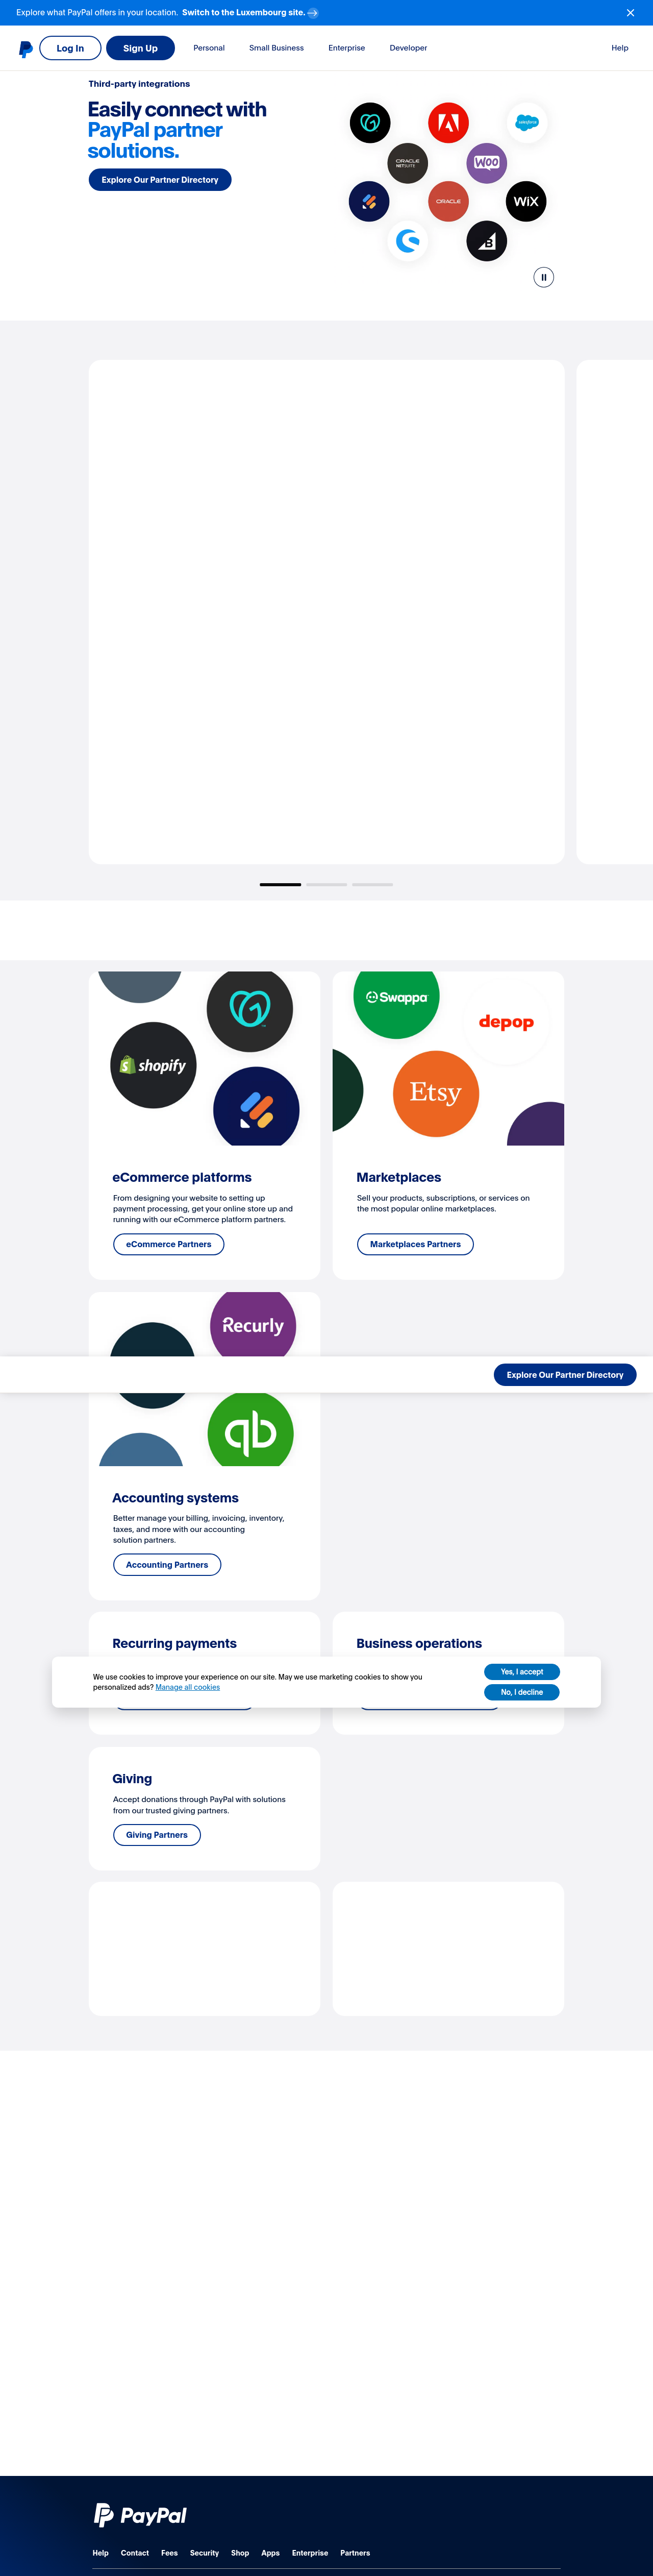 Explore what PayPal offers in your location. Switch to the Luxembourg site.
Log In
Sign Up
Personal
Small Business
Enterprise
Developer
Help
Third-party integrations
Easily connect with
PayPal partner
solutions.
Explore Our Partner Directory
salesforce
ORACLE
NETSUITE
WOO
ORACLE
WiX
B
Swappa
depop
shopify
Etsy
eCommerce platforms
From designing your website to setting up
payment processing, get your online store up and
running with our eCommerce platform partners.
eCommerce Partners
Marketplaces
Sell your products, subscriptions, or services on
the most popular online marketplaces.
Marketplaces Partners
Recurly
Explore Our Partner Directory
qb
Accounting systems
Better manage your billing, invoicing, inventory,
taxes, and more with our accounting
solution partners.
Accounting Partners
Recurring payments
Business operations
We use cookies to improve your experience on our site. May we use marketing cookies to show you
personalized ads? Manage all cookies
Yes, I accept
No, I decline
Giving
Accept donations through PayPal with solutions
from our trusted giving partners.
Giving Partners
PayPal
Help
Contact
Fees
Security
Shop
Apps
Enterprise
Partners